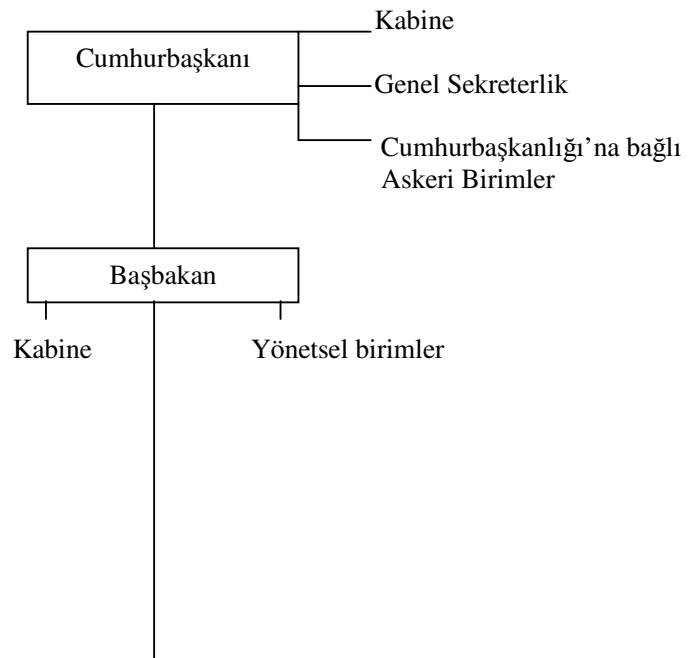 Kabine
Cumhurbaşkanı
Genel Sekreterlik
Cumhurbaşkanlığı’na bağlı
Askeri Birimler
Başbakan
Kabine
Yönetsel birimler